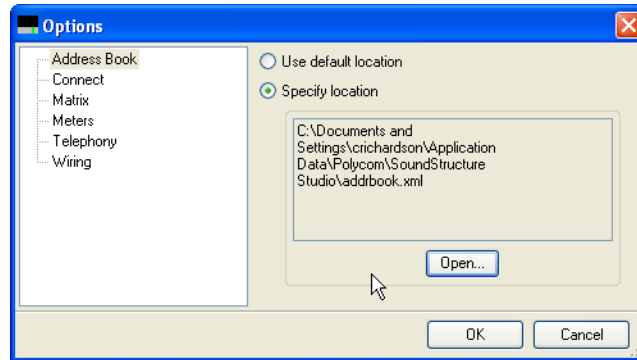 Options
Address Book
Connect
Matrix
Meters
Telephony
Wiring
Use default location
Specify location
C:\Documents and
Settings\crichardson\Application
Data\Polycom\SoundStructure
Studio\addrbook.xml
Open...
OK
Cancel